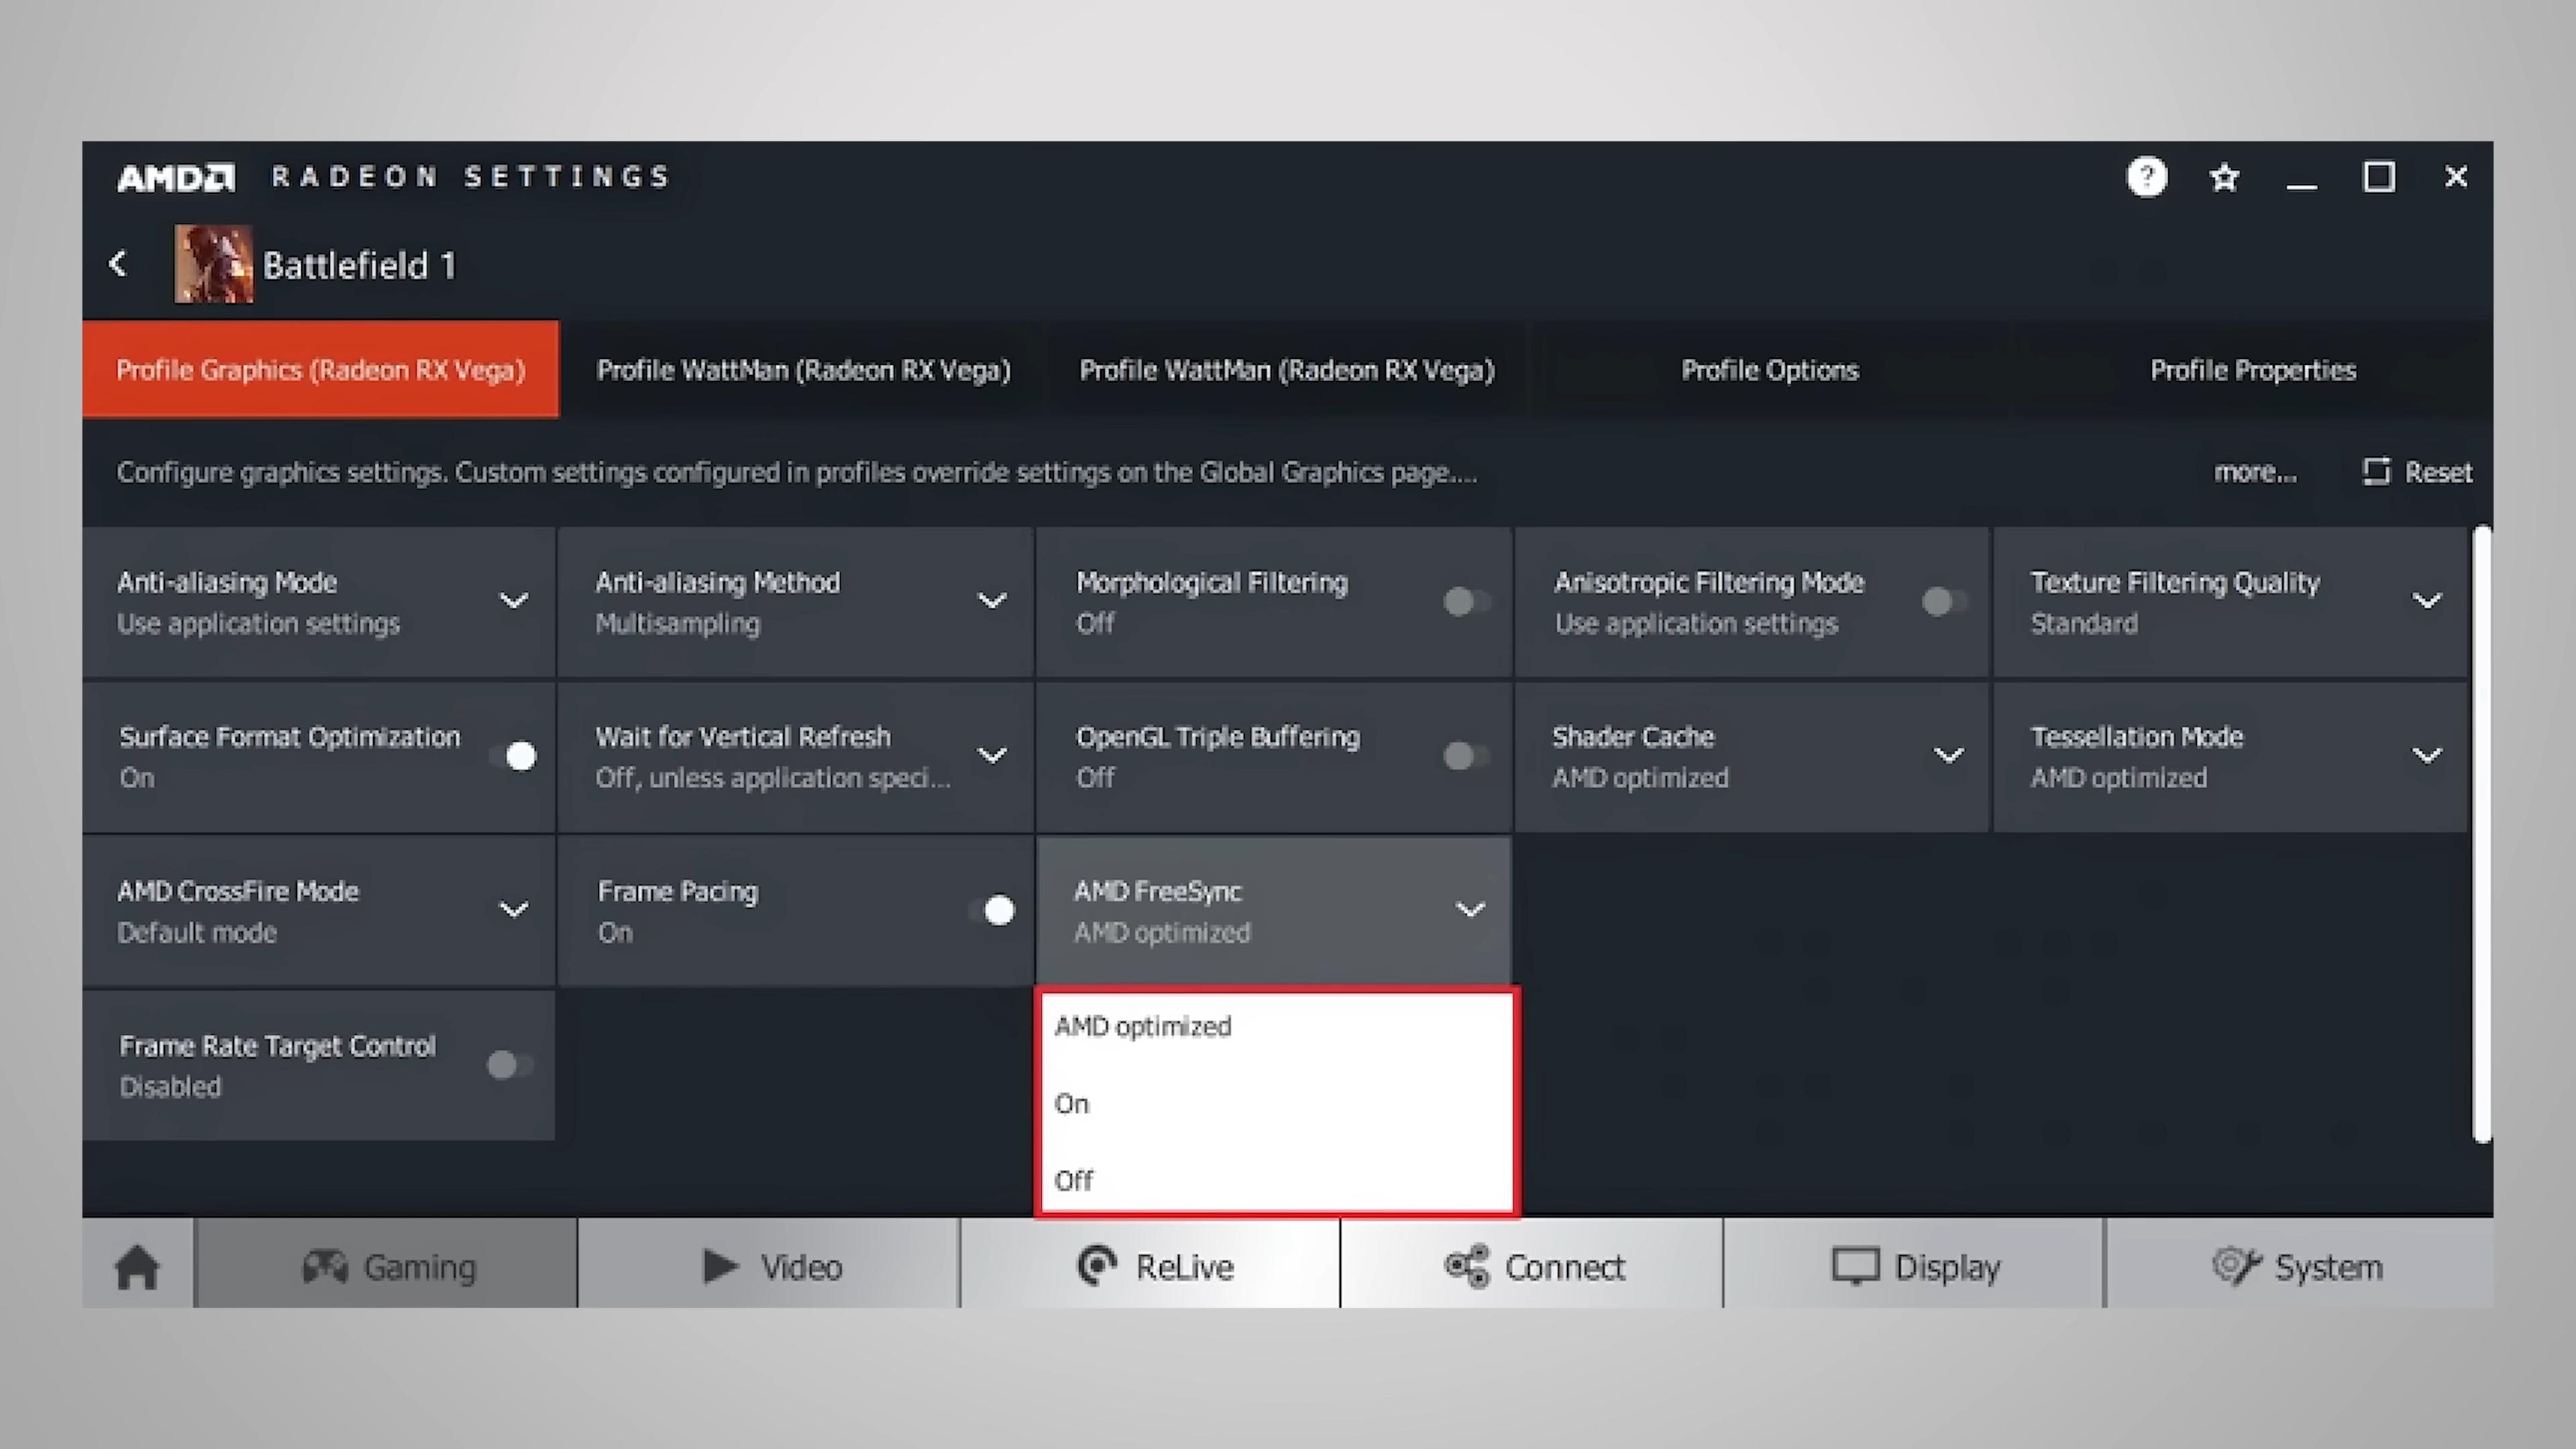 AMD RADEON SETTINGS
?
Battlefield 1
Profile Graphics (Radeon RX Vega)
Profile WattMan (Radeon RX Vega)
Profile WattMan (Radeon RX Vega)
Profile Options
Profile Properties
Configure graphics settings. Custom settings configured in profiles override settings on the Global Graphics page....
more...
Reset
Anti-aliasing Mode
Use application settings
Anti-aliasing Method
Multisampling
Morphological Filtering
Off
Anisotropic Filtering Mode
Use application settings
Texture Filtering Quality
Standard
Surface Format Optimization
On
Wait for Vertical Refresh
Off, unless application speci...
OpenGL Triple Buffering
Off
Shader Cache
AMD optimized
Tessellation Mode
AMD optimized
AMD CrossFire Mode
Default mode
Frame Pacing
On
AMD FreeSync
AMD optimized
Frame Rate Target Control
Disabled
AMD optimized
On
Off
Gaming
Video
ReLive
Connect
Display
System